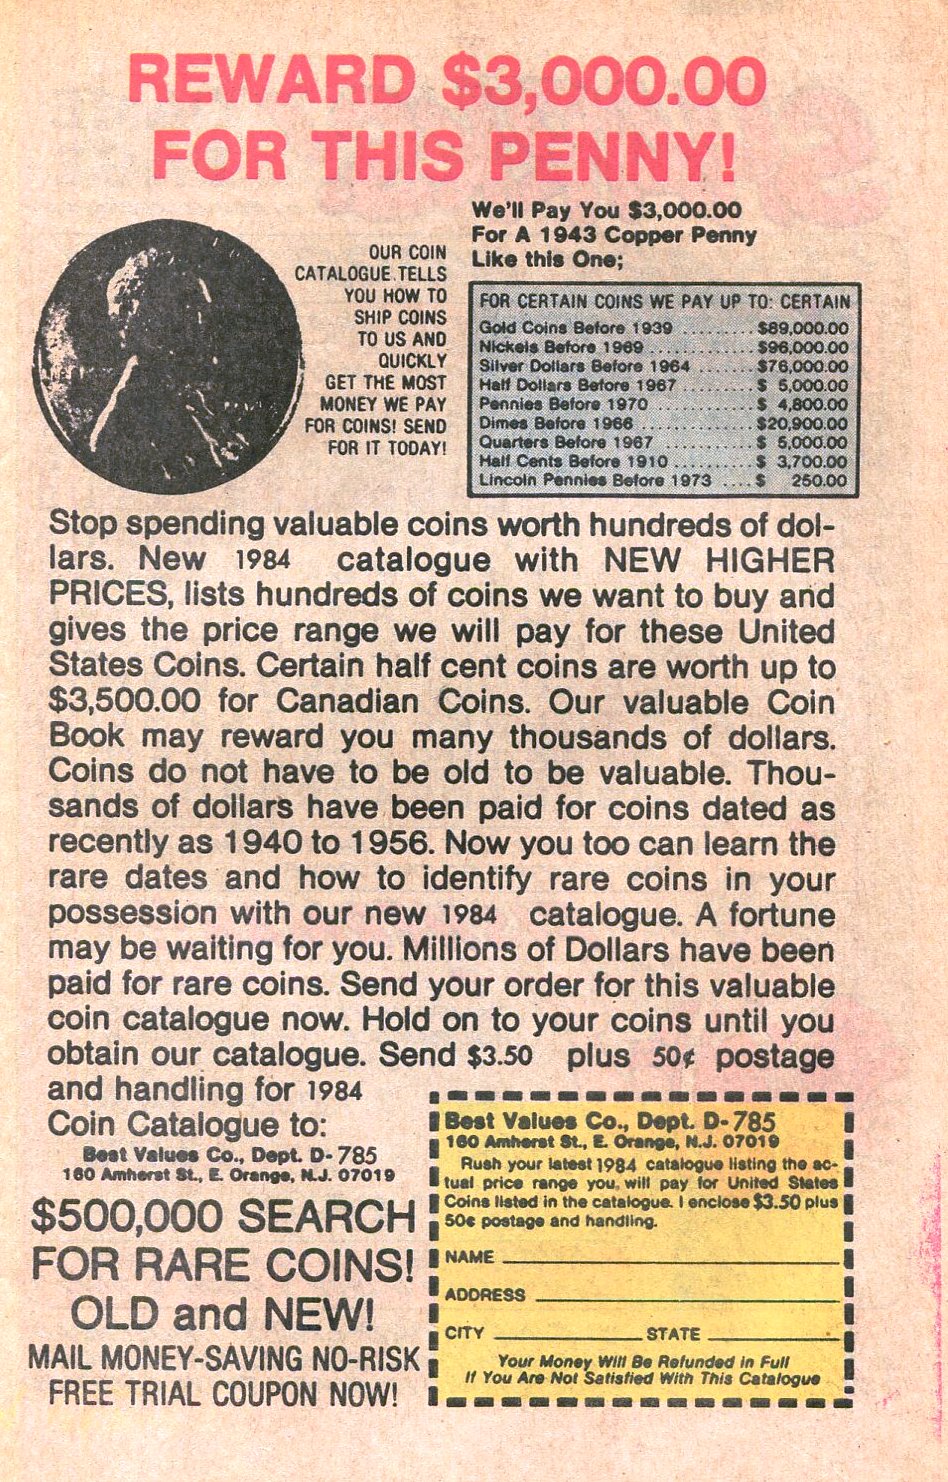 REWARD $3,000.00
FOR THIS PENNY!
OUR COIN
CATALOGUE TELLS
YOU HOW TO
SHIP COINS
TO US AND
QUICKLY
GET THE MOST
MONEY WE PAY
FOR COINS! SEND
FOR IT TODAY!
We'll Pay You $3,000.00
For A 1943 Copper Penny
Like this One;
FOR CERTAIN COINS WE PAY UP TO: CERTAIN
Gold Coins Before 1939 ......... $89,000.00
Nickels Before 1969 ............. $96,000.00
Silver Dollars Before 1964 ....... $76,000.00
Half Dollars Before 1967 ........ $ 5,000.00
Pennies Before 1970 ............ $ 4,800.00
Dimes Before 1966 ............. $20,900.00
Quarters Before 1967 .......... $ 5,000.00
Half Cents Before 1910 .......... $ 3,700.00
Lincoln Pennies Before 1973 .... $ 250.00
Stop spending valuable coins worth hundreds of dol-
lars. New 1984 catalogue with NEW HIGHER
PRICES, lists hundreds of coins we want to buy and
gives the price range we will pay for these United
States Coins. Certain half cent coins are worth up to
$3,500.00 for Canadian Coins. Our valuable Coin
Book may reward you many thousands of dollars.
Coins do not have to be old to be valuable. Thou-
sands of dollars have been paid for coins dated as
recently as 1940 to 1956. Now you too can learn the
rare dates and how to identify rare coins in your
possession with our new 1984 catalogue. A fortune
may be waiting for you. Millions of Dollars have been
paid for rare coins. Send your order for this valuable
coin catalogue now. Hold on to your coins until you
obtain our catalogue. Send $3.50 plus 50¢ postage
and handling for 1984
Coin Catalogue to:
Best Values Co., Dept. D-785
160 Amherst St., E. Orange, N.J. 07019
$500,000 SEARCH
FOR RARE COINS!
OLD and NEW!
MAIL MONEY-SAVING NO-RISK
FREE TRIAL COUPON NOW!
Best Values Co., Dept. D-785
160 Amherst St., E. Orange, N.J. 07019
Rush your latest 1984 catalogue listing the ac-
tual price range you will pay for United States
Coins listed in the catalogue. I enclose $3.50 plus
50¢ postage and handling.
NAME
ADDRESS
CITY STATE
Your Money Will Be Refunded in Full
If You Are Not Satisfied With This Catalogue